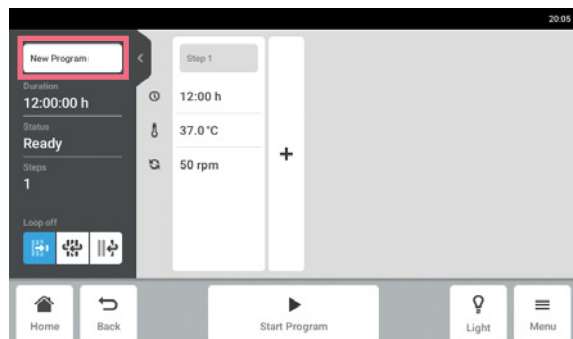 20:05
New Program
Step 1
Duration
12:00:00 h
12:00 h
Status
Ready
37.0 °C
Steps
1
50 rpm
+
Loop off
Home
Back
Start Program
Light
Menu